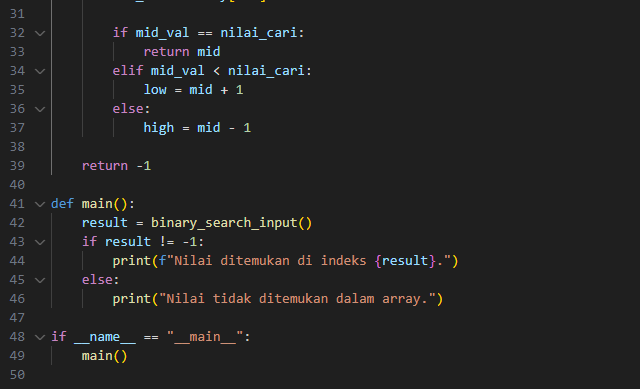 31
32 if mid_val == nilai_cari:
33 return mid
34 elif mid_val < nilai_cari:
35 low = mid + 1
36 else:
37 high = mid - 1
38
39 return -1
40
41 def main():
42 result = binary_search_input()
43 if result != -1:
44 print(f"Nilai ditemukan di indeks {result}.")
45 else:
46 print("Nilai tidak ditemukan dalam array.")
47
48 if __name__ == "__main__":
49 main()
50